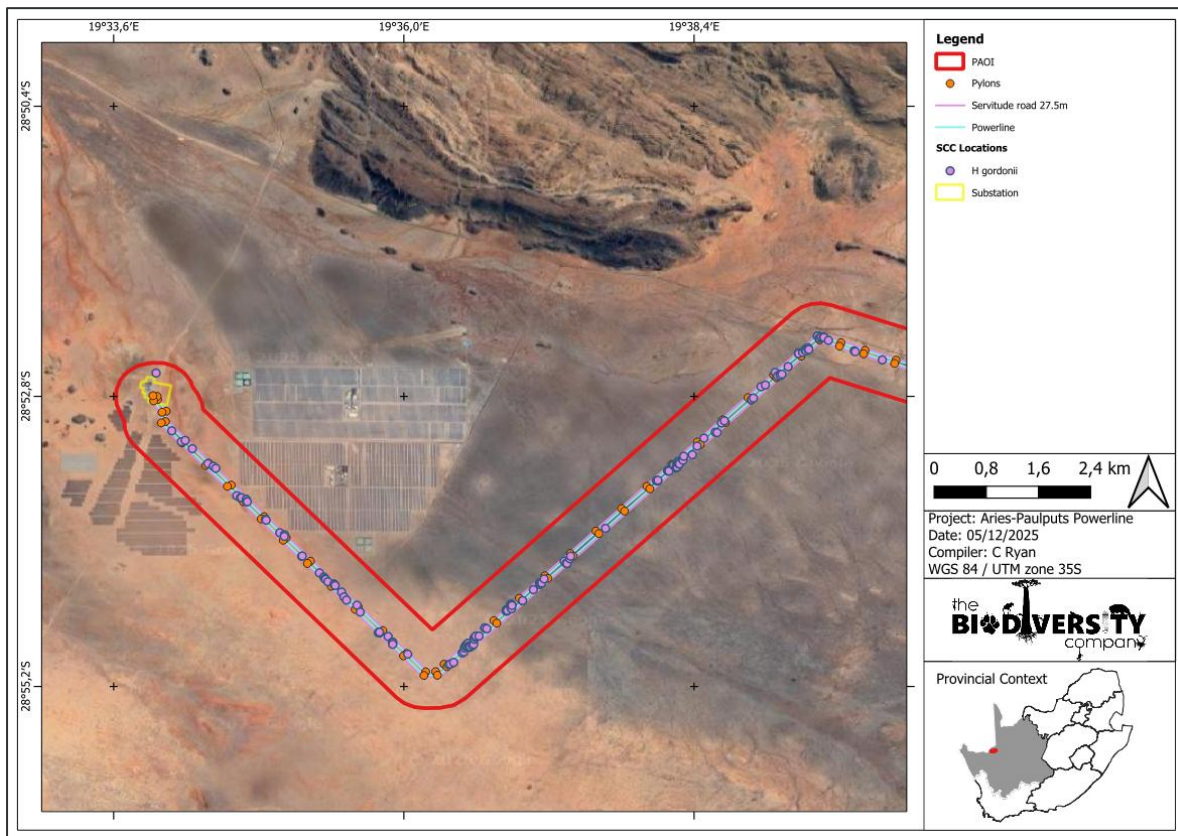 19°33,6'E
19°36,0'E
19°38,4'E
28°50,4'S
28°52,8'S
28°55,2'S
Legend
PAOI
Pylons
Servitude road 27.5m
Powerline
SCC Locations
H gordonii
Substation
0 0,8 1,6 2,4 km
Project: Aries-Paulputs Powerline
Date: 05/12/2025
Compiler: C Ryan
WGS 84 / UTM zone 35S
the
BIODIVERSITY
company
Provincial Context